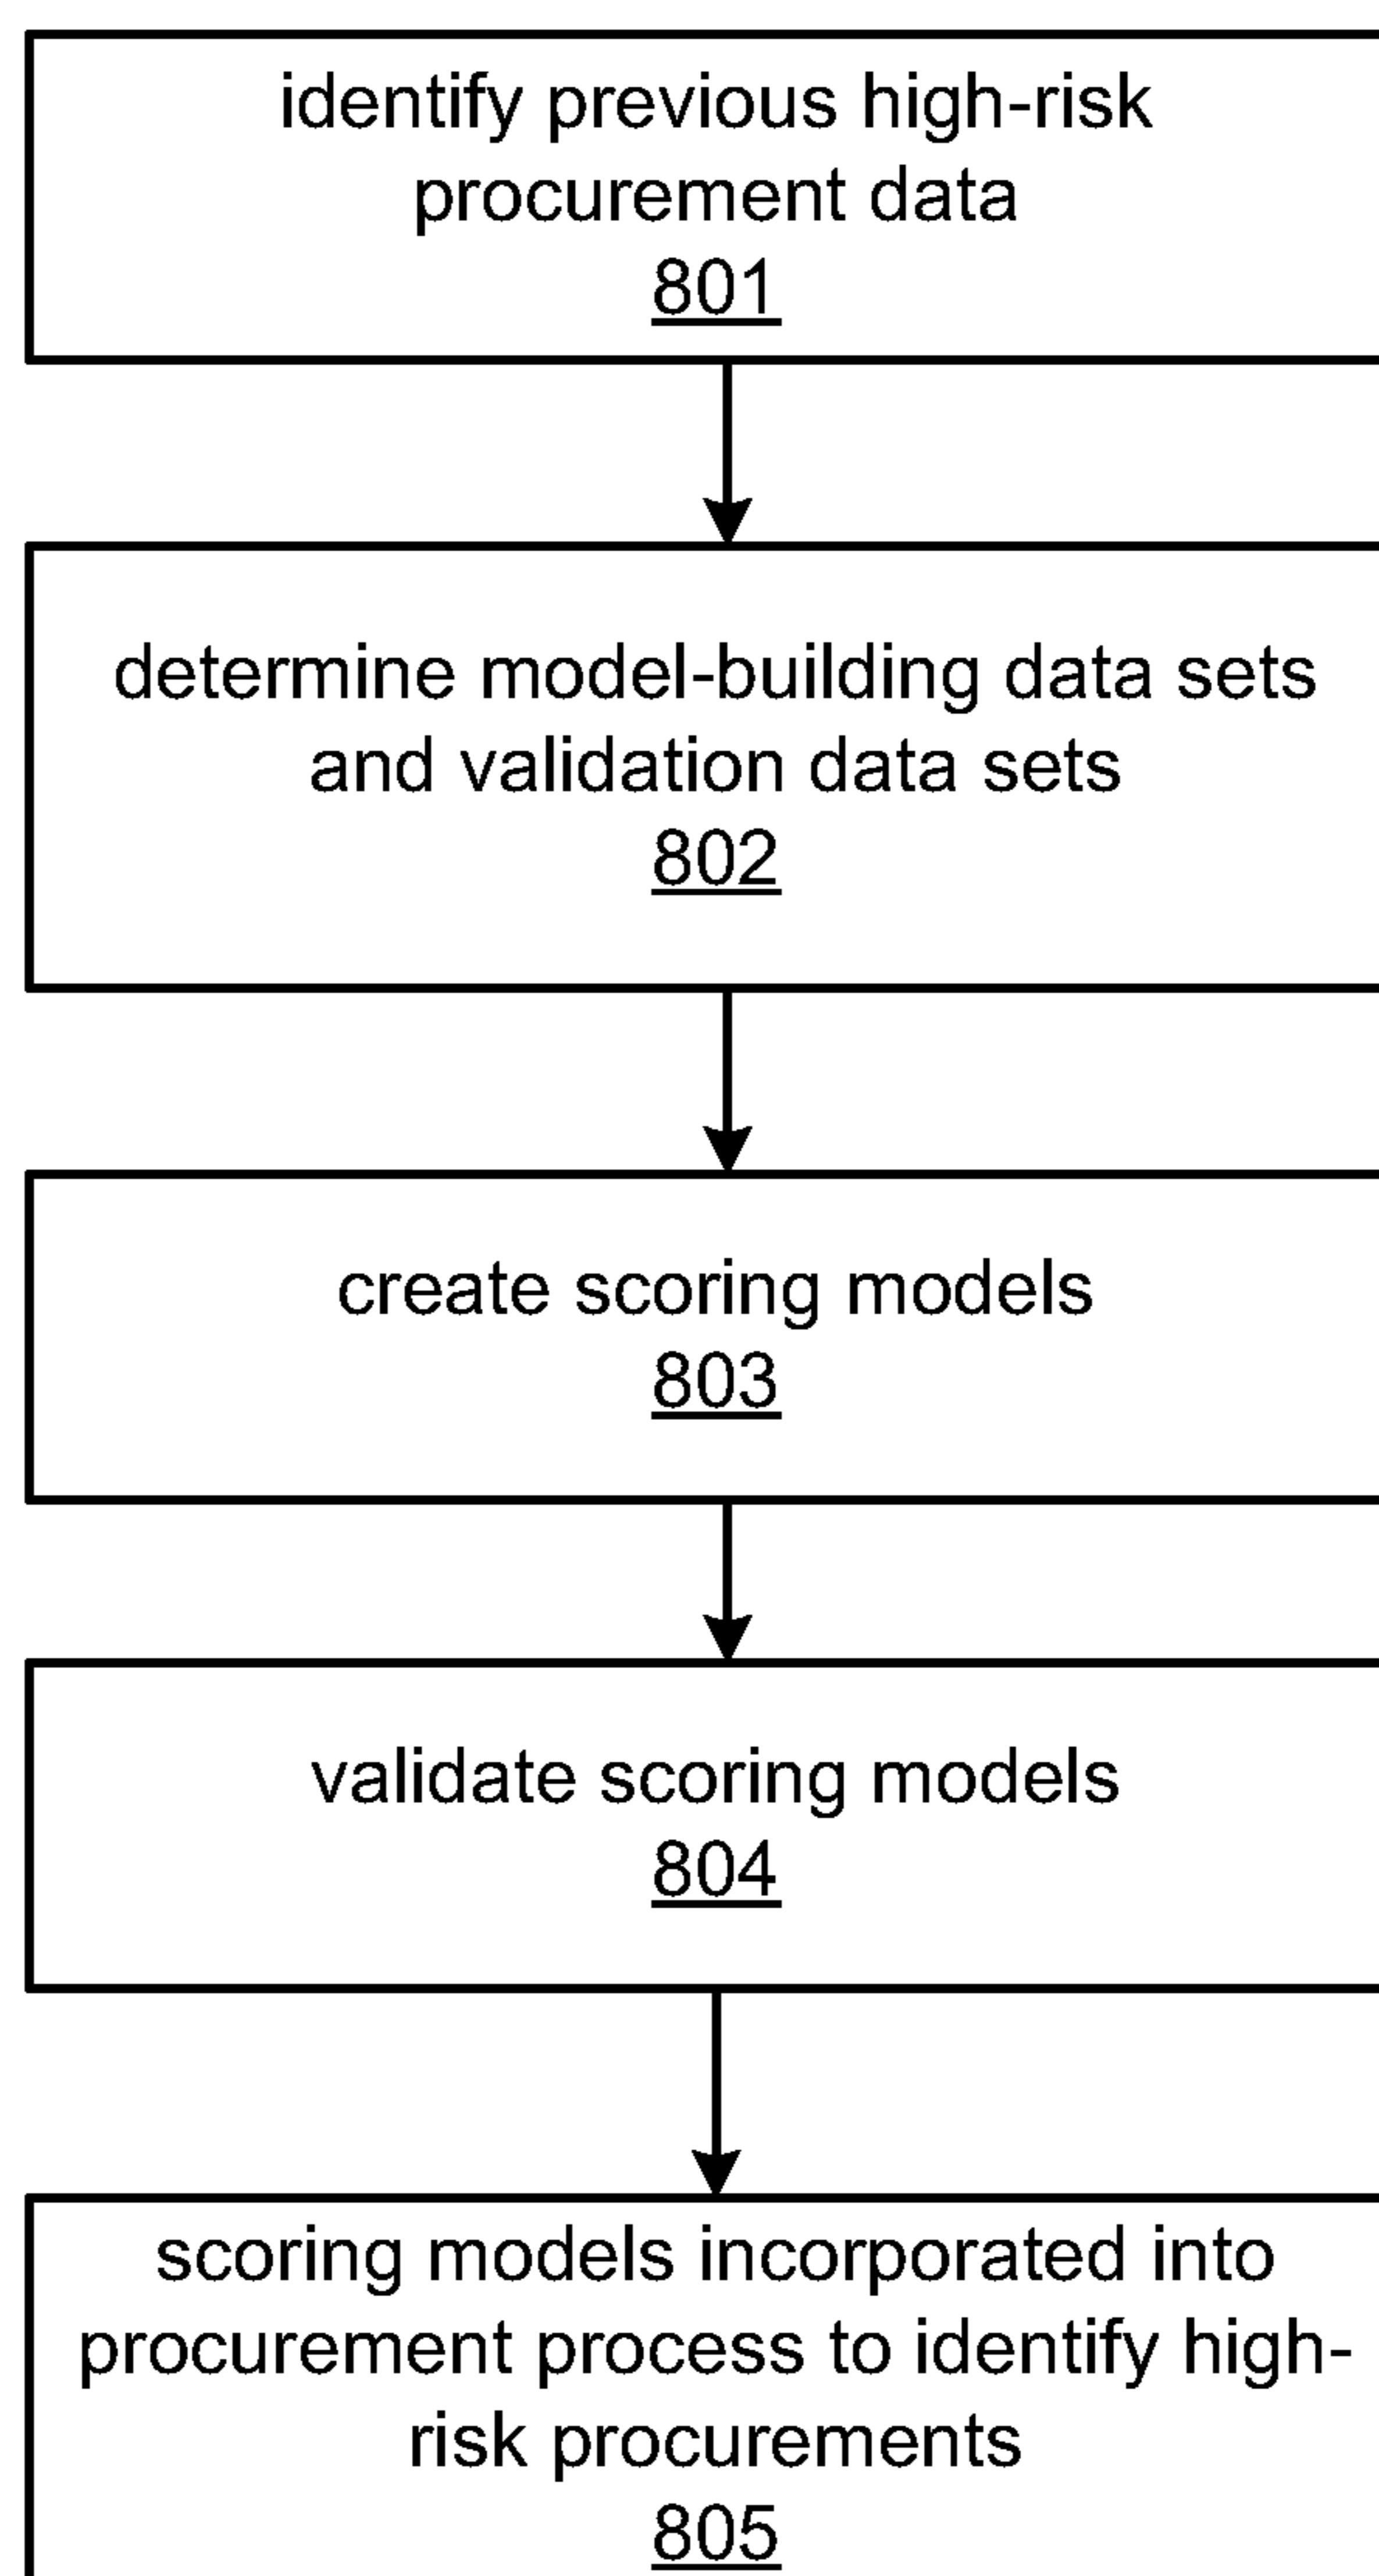 identify previous high-risk
procurement data
801
determine model-building data sets
and validation data sets
802
create scoring models
803
validate scoring models
804
scoring models incorporated into
procurement process to identify high-
risk procurements
805